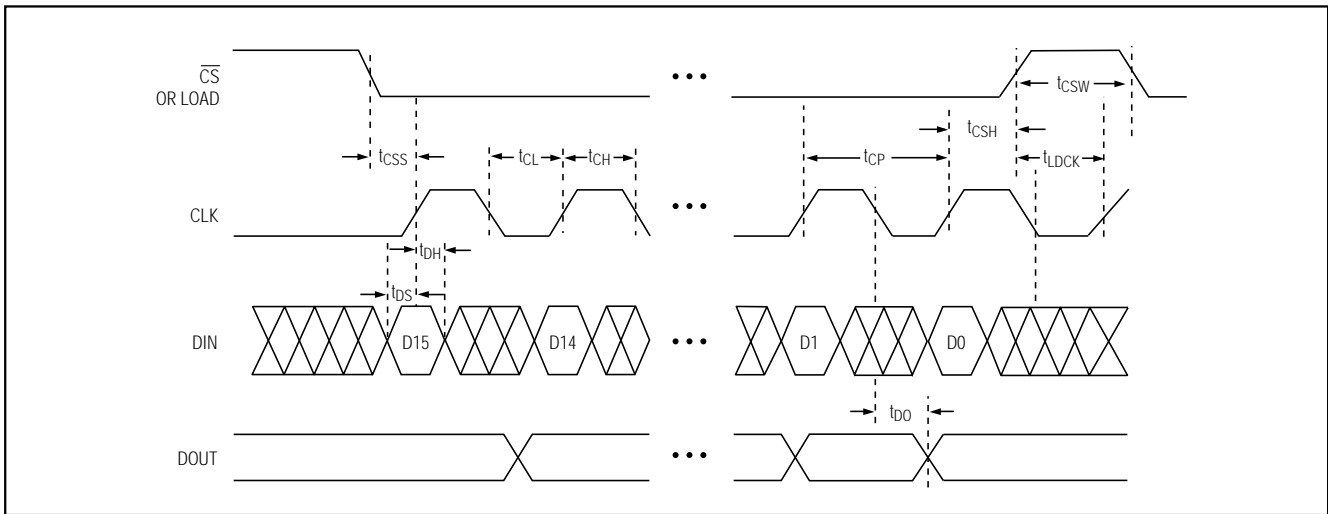 CS
OR LOAD
tCSW
tCSH
tCSS
tCL
tCH
tCP
tLDCK
CLK
tDH
tDS
DIN
D15
D14
D1
D0
tDO
DOUT